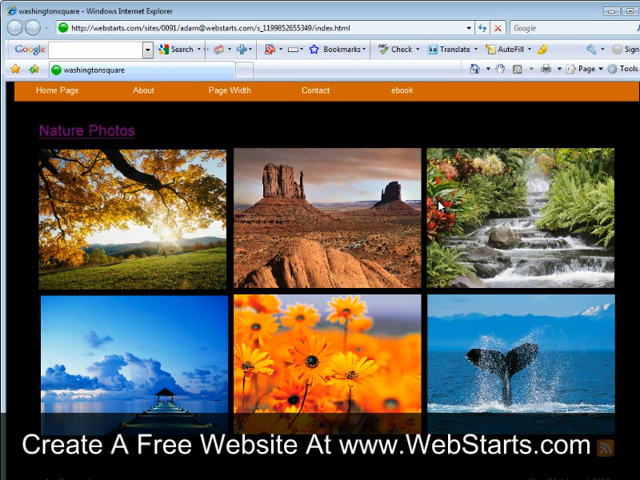 washingtonsquare - Windows Internet Explorer
http://webstarts.com/sites/0091/adam@webstarts.com/s_1199852655349/index.html
Google
Google
Search
Bookmarks
Check
Translate
AutoFill
Sign
washingtonsquare
Page
Tools
Home Page About Page Width Contact ebook
Nature Photos
Create A Free Website At www.WebStarts.com